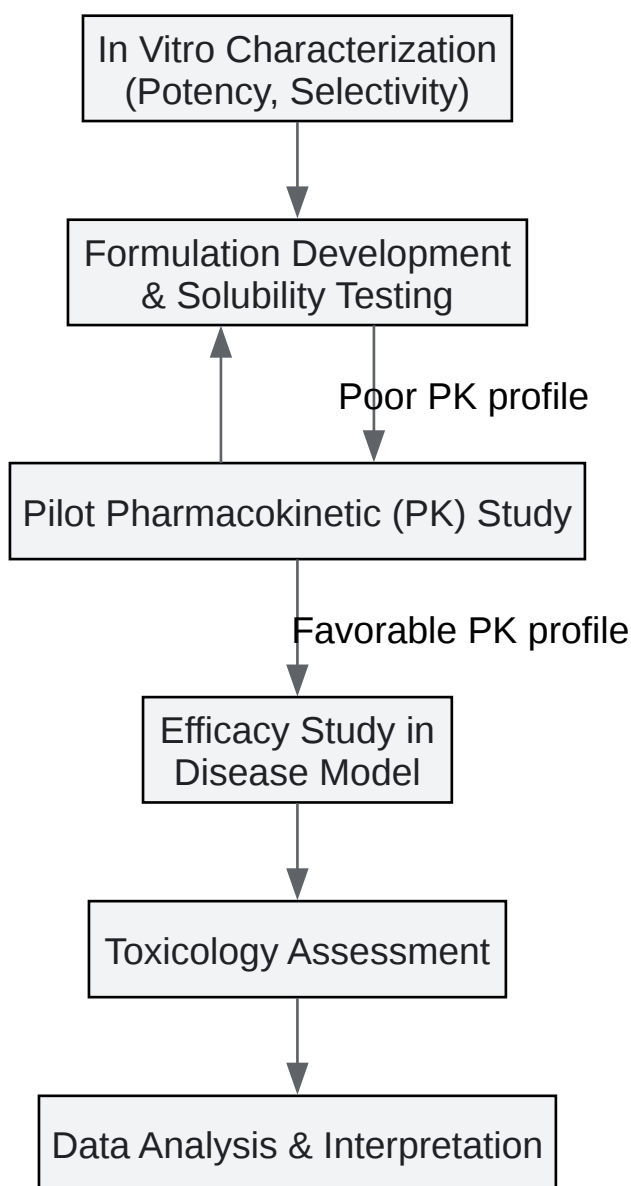 In Vitro Characterization
(Potency, Selectivity)
Formulation Development
& Solubility Testing
Poor PK profile
Pilot Pharmacokinetic (PK) Study
Favorable PK profile
Efficacy Study in
Disease Model
Toxicology Assessment
Data Analysis & Interpretation